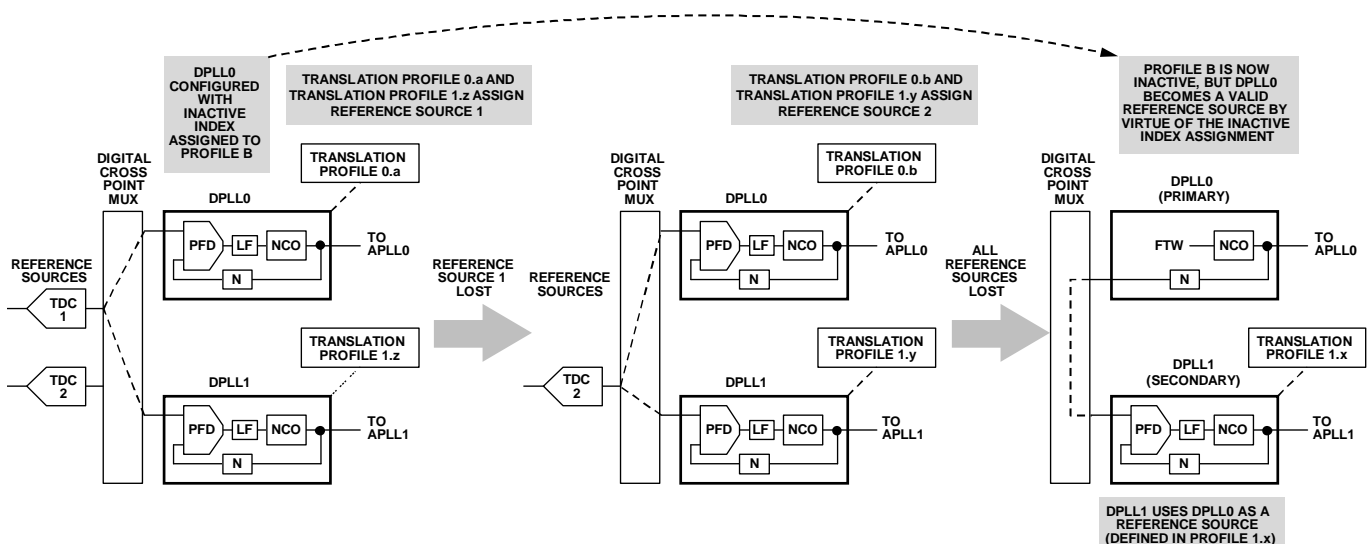 DPLL0
CONFIGURED
WITH
INACTIVE
INDEX
ASSIGNED TO
PROFILE B
TRANSLATION PROFILE 0.a AND
TRANSLATION PROFILE 1.z ASSIGN
REFERENCE SOURCE 1
TRANSLATION PROFILE 0.b AND
TRANSLATION PROFILE 1.y ASSIGN
REFERENCE SOURCE 2
PROFILE B IS NOW
INACTIVE, BUT DPLL0
BECOMES A VALID
REFERENCE SOURCE BY
VIRTUE OF THE INACTIVE
INDEX ASSIGNMENT
DIGITAL
CROSS
POINT
MUX
TRANSLATION
PROFILE 0.a
DPLL0
PFD
LF
NCO
N
TO
APLL0
REFERENCE
SOURCES
TDC
1
TDC
2
TRANSLATION
PROFILE 1.z
DPLL1
PFD
LF
NCO
N
TO
APLL1
REFERENCE
SOURCE 1
LOST
DIGITAL
CROSS
POINT
MUX
TRANSLATION
PROFILE 0.b
DPLL0
PFD
LF
NCO
N
TO
APLL0
REFERENCE
SOURCES
TDC
2
TRANSLATION
PROFILE 1.y
DPLL1
PFD
LF
NCO
N
TO
APLL1
ALL
REFERENCE
SOURCES
LOST
DIGITAL
CROSS
POINT
MUX
DPLL0
(PRIMARY)
FTW
NCO
N
TO
APLL0
TRANSLATION
PROFILE 1.x
DPLL1
(SECONDARY)
PFD
LF
NCO
N
TO
APLL1
DPLL1 USES DPLL0 AS A
REFERENCE SOURCE
(DEFINED IN PROFILE 1.x)